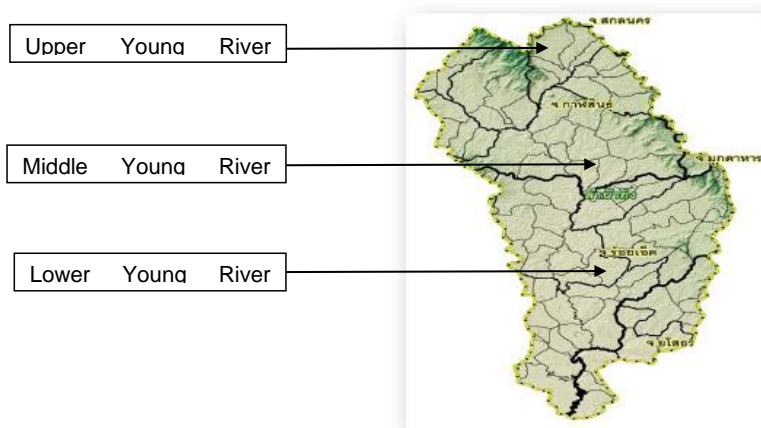 จ.สกลนคร
Upper Young River
จ.กาฬสินธุ์
Middle Young River
จ.มุกดาหาร
จ.ร้อยเอ็ด
Lower Young River
จ.ยโสธร